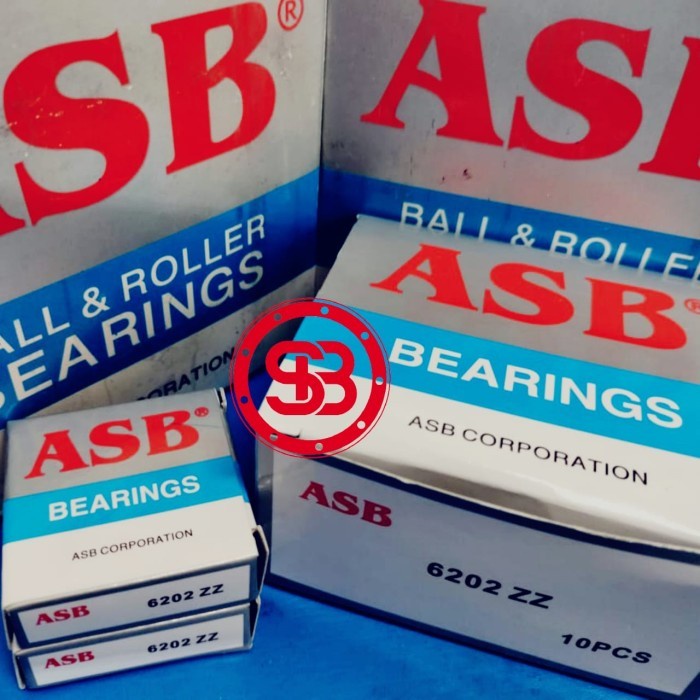 ASB®
BALL & ROLLER
BEARINGS
ASB
BALL & ROLLER
ASB®
BEARINGS
ASB CORPORATION
ASB 6202 ZZ
10PCS
ASB®
BEARINGS
ASB CORPORATION
ASB 6202 ZZ
ASB 6202 ZZ
SB